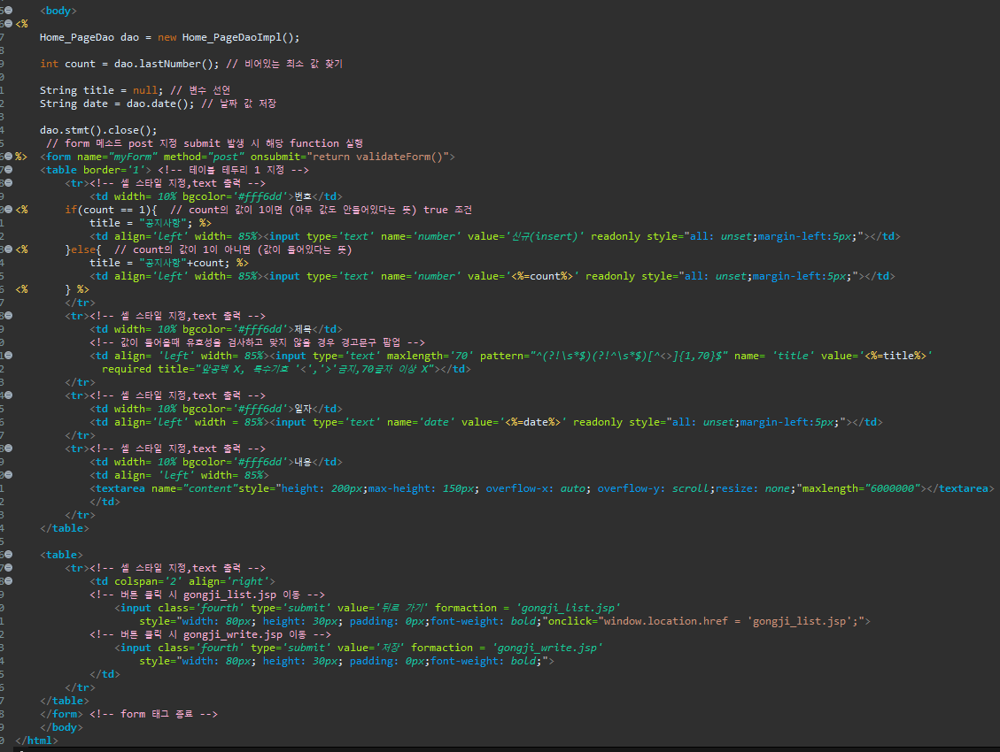 <body>
<%
Home_PageDao dao = new Home_PageDaoImpl();
int count = dao.lastNumber(); // 비어있는 최소 값 찾기
String title = null; // 변수 선언
String date = dao.date(); // 날짜 값 저장
dao.stmt().close();
// form 메소드 post 지정 submit 발생 시 해당 function 실행
%> <form name="myForm" method="post" onsubmit="return validateForm()">
<table border='1'> <!-- 테이블 테두리 1 지정 -->
<tr><!-- 셀 스타일 지정,text 출력 -->
<td width= 10% bgcolor='#fff6dd'>번호</td>
<% if(count == 1){ // count의 값이 1이면 (아무 값도 안들어있다는 뜻) true 조건
title = "공지사항"; %>
<td align='left' width= 85%><input type='text' name='number' value='신규(insert)' readonly style="all: unset;margin-left:5px;"></td>
<% }else{ // count의 값이 1이 아니면 (값이 들어있다는 뜻)
title = "공지사항"+count; %>
<td align='left' width= 85%><input type='text' name='number' value='<%=count%>' readonly style="all: unset;margin-left:5px;"></td>
<% } %>
</tr>
<tr><!-- 셀 스타일 지정,text 출력 -->
<td width= 10% bgcolor='#fff6dd'>제목</td>
<!-- 값이 들어올때 유효성을 검사하고 맞지 않을 경우 경고문구 팝업 -->
<td align= 'left' width= 85%><input type='text' maxlength='70' pattern="^(?!\s*$)(?!^\s*$)[^<>]{1,70}$" name= 'title' value='<%=title%>'
required title="앞공백 X, 특수기호 '<','>'금지,70글자 이상 X"></td>
</tr>
<tr><!-- 셀 스타일 지정,text 출력 -->
<td width= 10% bgcolor='#fff6dd'>일자</td>
<td align= 'left' width = 85%><input type='text' name='date' value='<%=date%>' readonly style="all: unset;margin-left:5px;"></td>
</tr>
<tr><!-- 셀 스타일 지정,text 출력 -->
<td width= 10% bgcolor='#fff6dd'>내용</td>
<td align= 'left' width= 85%>
<textarea name="content"style="height: 200px;max-height: 150px; overflow-x: auto; overflow-y: scroll;resize: none;"maxlength="6000000"></textarea>
</td>
</tr>
</table>
<table>
<tr><!-- 셀 스타일 지정,text 출력 -->
<td colspan='2' align='right'>
<!-- 버튼 클릭 시 gongji_list.jsp 이동 -->
<input class='fourth' type='submit' value='뒤로 가기' formaction = 'gongji_list.jsp'
style="width: 80px; height: 30px; padding: 0px;font-weight: bold;"onclick="window.location.href = 'gongji_list.jsp';">
<!-- 버튼 클릭 시 gongji_write.jsp 이동 -->
<input class='fourth' type='submit' value='저장' formaction = 'gongji_write.jsp'
style="width: 80px; height: 30px; padding: 0px;font-weight: bold;">
</td>
</tr>
</table>
</form> <!-- form 태그 종료 -->
</body>
</html>